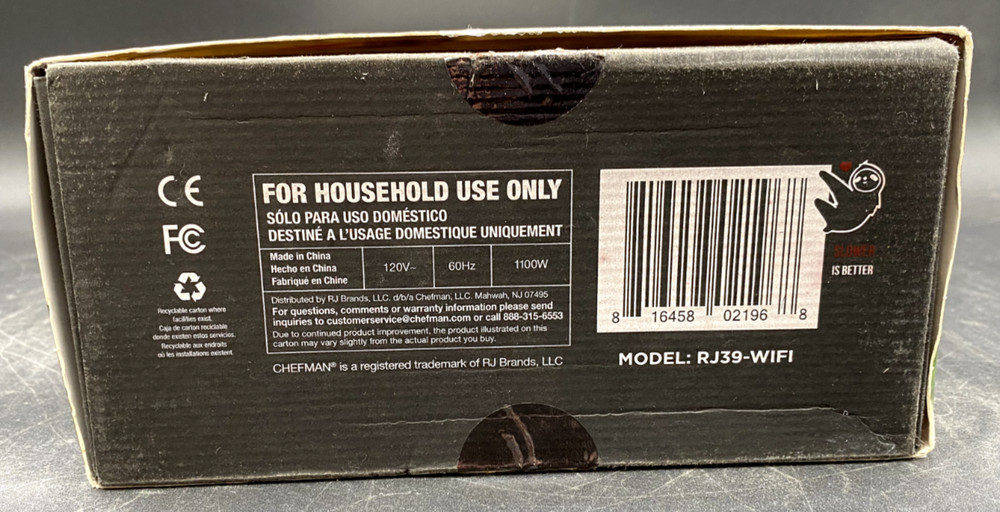 CE
FC
Recyclable carton where
facilities exist.
Caja de carton reciclable
donde existen estos servicios.
Recyclable aux endroits
où les installations existent.
FOR HOUSEHOLD USE ONLY
SÓLO PARA USO DOMÉSTICO
DESTINÉ A L'USAGE DOMESTIQUE UNIQUEMENT
Made in China
Hecho en China
Fabriqué en Chine
120V~
60Hz
1100W
Distributed by RJ Brands, LLC. d/b/a Chefman, LLC. Mahwah, NJ 07495
For questions, comments or warranty information please send
inquiries to customerservice@chefman.com or call 888-315-6553
Due to continued product improvement, the product illustrated on this
carton may vary slightly from the actual product you buy.
CHEFMAN® is a registered trademark of RJ Brands, LLC
8 16458 02196 8
MODEL: RJ39-WIFI
SLOWER
IS BETTER